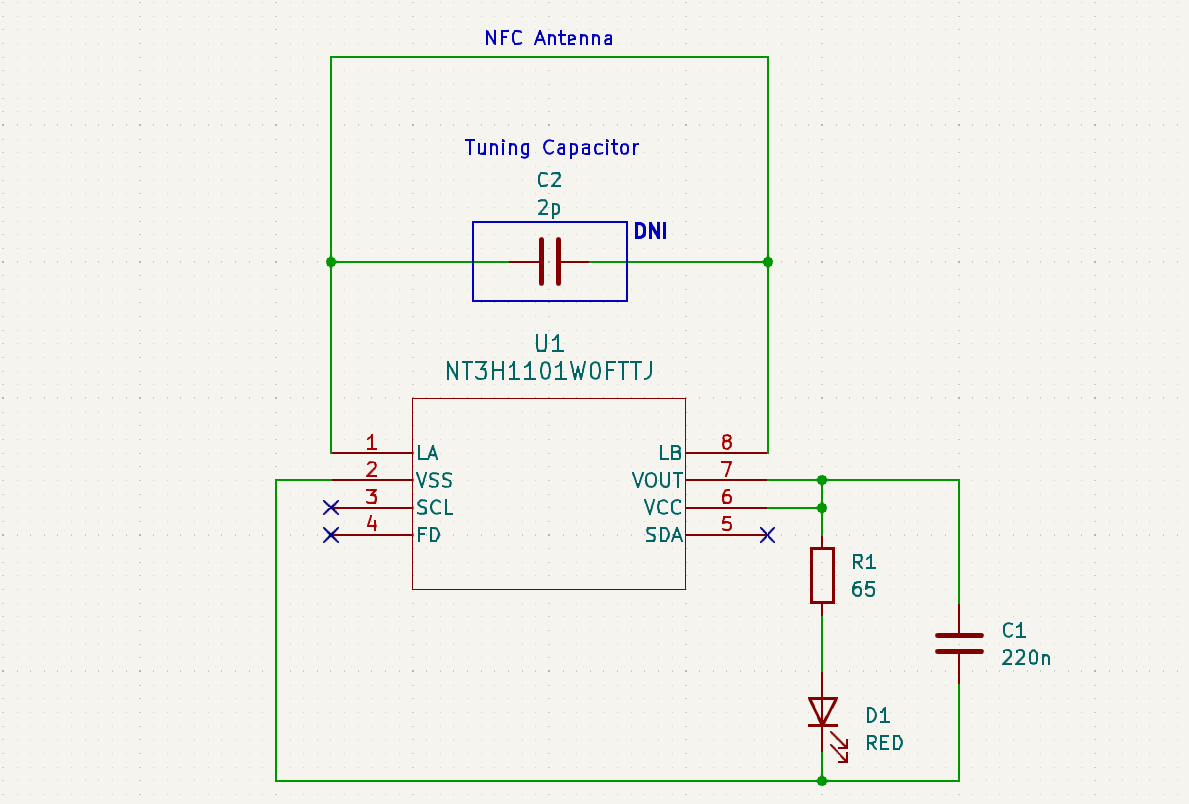 NFC Antenna
Tuning Capacitor
C2
2p
DNI
U1
NT3H1101W0FTTJ
1 LA LB 8
2 VSS VOUT 7
3 SCL VCC 6
4 FD SDA 5
R1
65
C1
220n
D1
RED